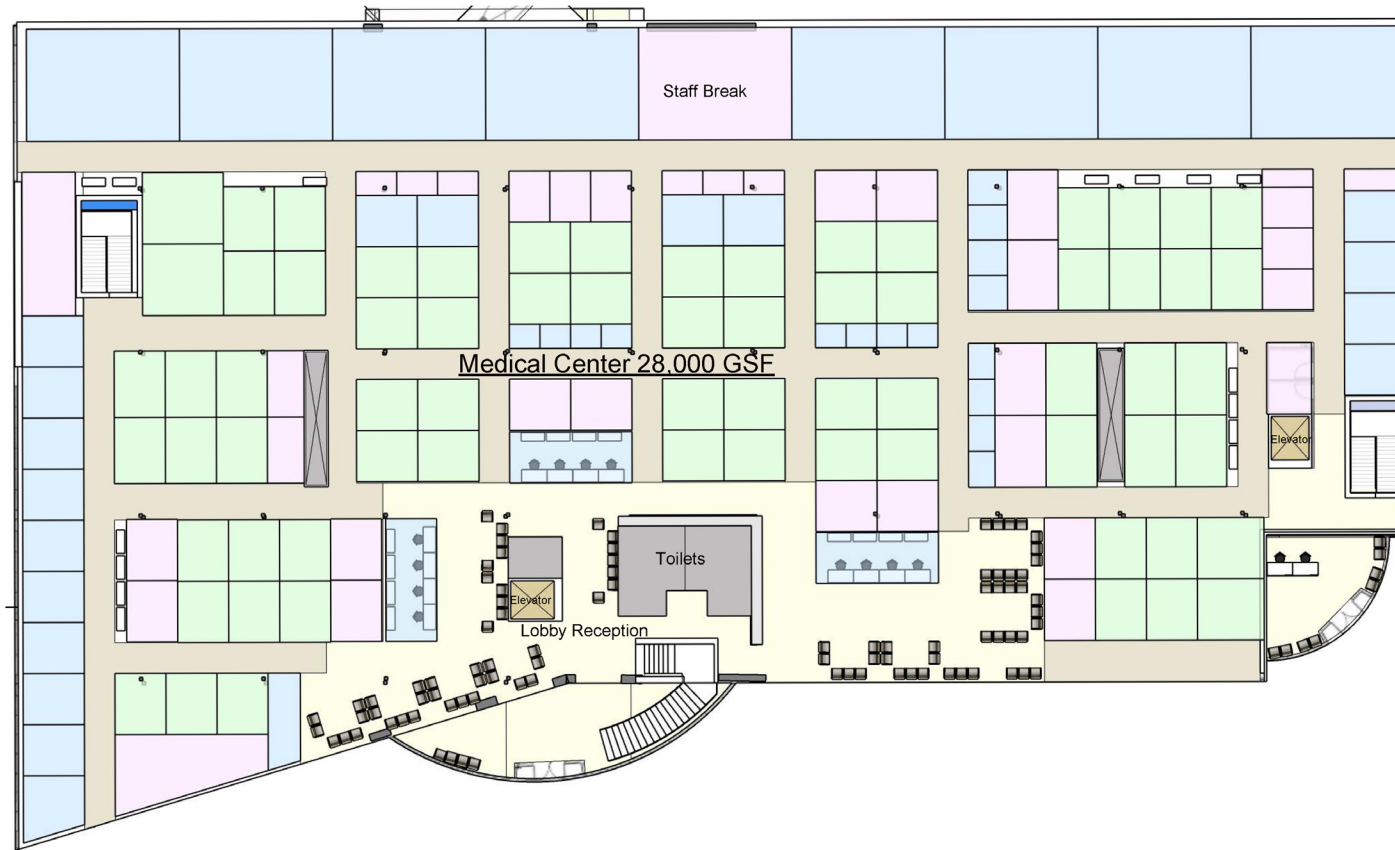 Staff Break
Medical Center 28,000 GSF
Elevator
Toilets
Elevator
Lobby Reception